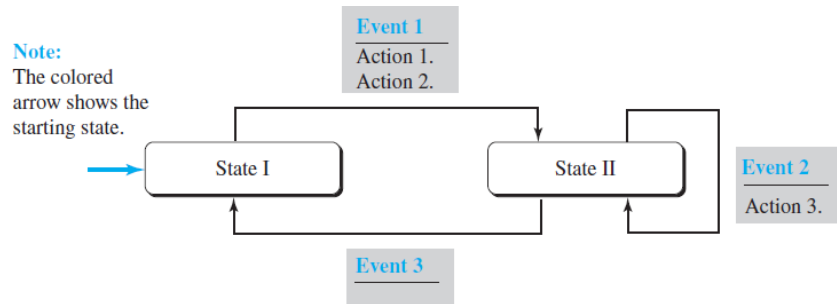 Note:
The colored
arrow shows the
starting state.
Event 1
Action 1.
Action 2.
State I
State II
Event 2
Action 3.
Event 3